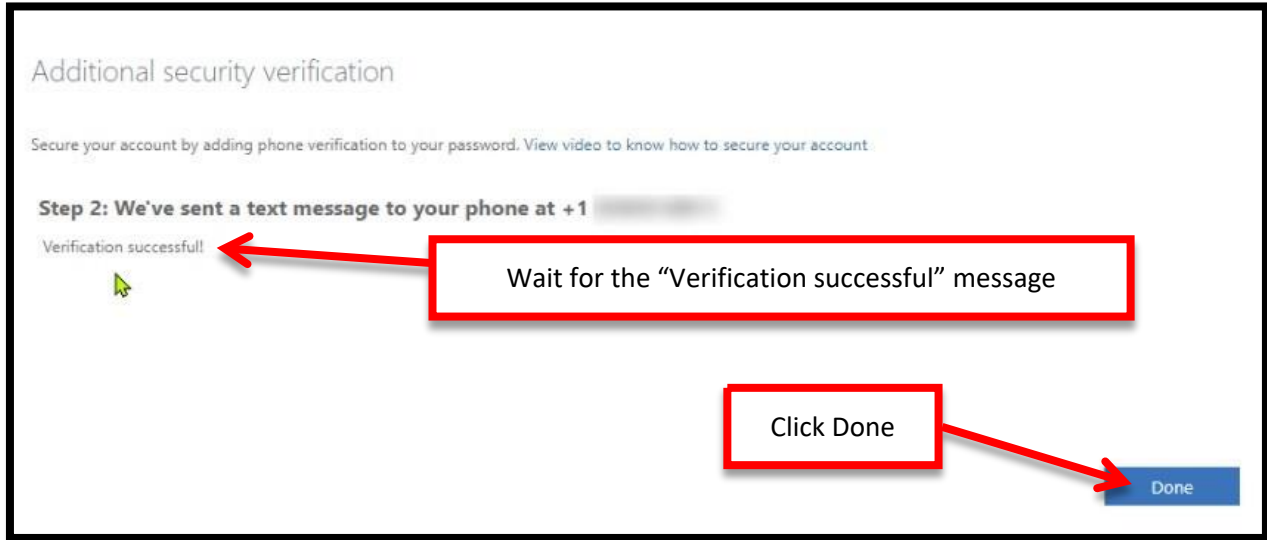 Additional security verification
Secure your account by adding phone verification to your password. View video to know how to secure your account
Step 2: We've sent a text message to your phone at +1
Verification successful!
Wait for the “Verification successful” message
Click Done
Done